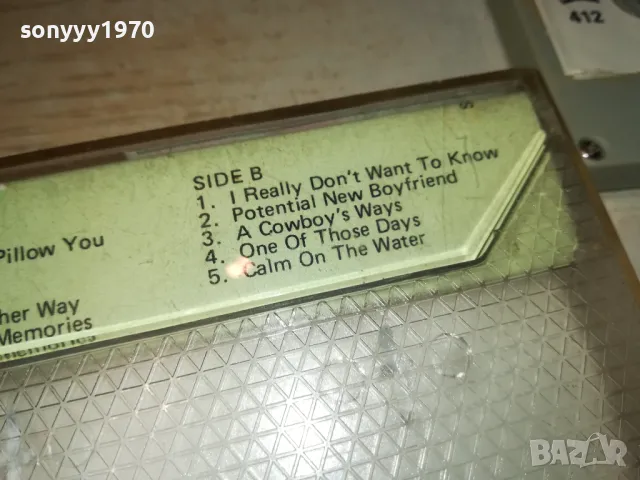 sonyyy1970
412
S
SIDE B
1. I Really Don't Want To Know
2. Potential New Boyfriend
3. A Cowboy's Ways
4. One Of Those Days
5. Calm On The Water
Pillow You
her Way
Memories
Memories
BAZAR